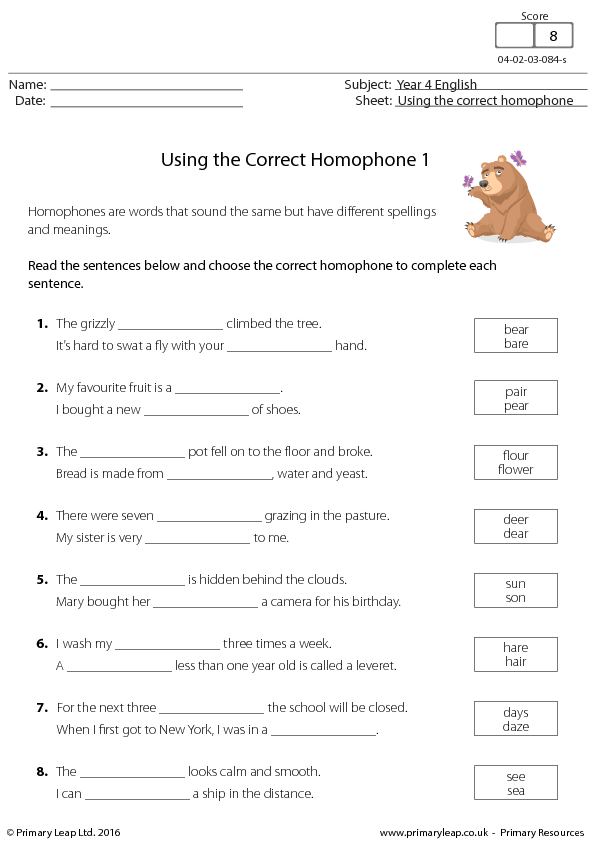 Score
8
04-02-03-084-s
Name: ____________________ Subject: Year 4 English
Date: ____________________ Sheet: Using the correct homophone
Using the Correct Homophone 1
Homophones are words that sound the same but have different spellings
and meanings.
Read the sentences below and choose the correct homophone to complete each
sentence.
1. The grizzly ________________ climbed the tree.
It's hard to swat a fly with your ________________ hand.
bear
bare
2. My favourite fruit is a ________________.
I bought a new ________________ of shoes.
pair
pear
3. The ________________ pot fell on to the floor and broke.
Bread is made from ________________, water and yeast.
flour
flower
4. There were seven ________________ grazing in the pasture.
My sister is very ________________ to me.
deer
dear
5. The ________________ is hidden behind the clouds.
Mary bought her ________________ a camera for his birthday.
sun
son
6. I wash my ________________ three times a week.
A ________________ less than one year old is called a leveret.
hare
hair
7. For the next three ________________ the school will be closed.
When I first got to New York, I was in a ________________.
days
daze
8. The ________________ looks calm and smooth.
I can ________________ a ship in the distance.
see
sea
© Primary Leap Ltd. 2016 www.primaryleap.co.uk - Primary Resources